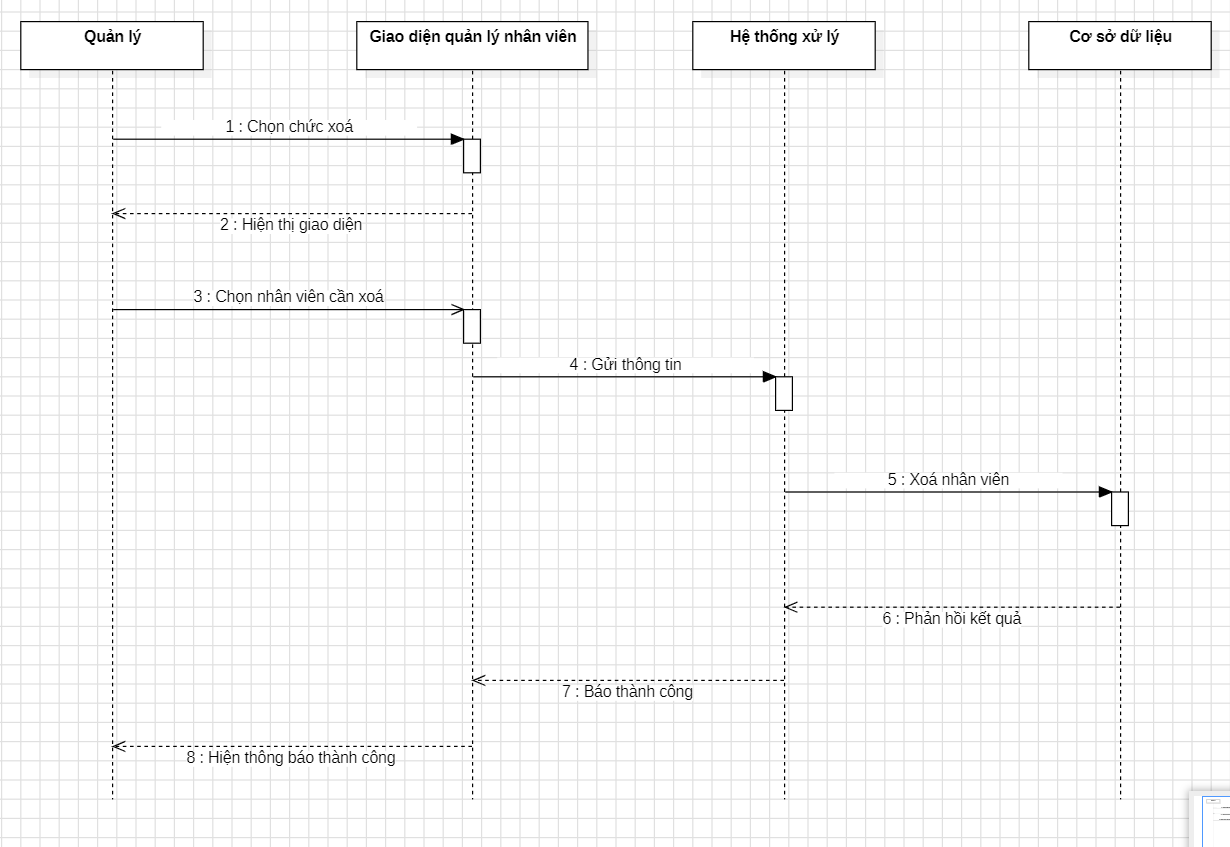 Quản lý
Giao diện quản lý nhân viên
Hệ thống xử lý
Cơ sở dữ liệu
1 : Chọn chức xoá
2 : Hiện thị giao diện
3 : Chọn nhân viên cần xoá
4 : Gửi thông tin
5 : Xoá nhân viên
6 : Phản hồi kết quả
7 : Báo thành công
8 : Hiện thông báo thành công